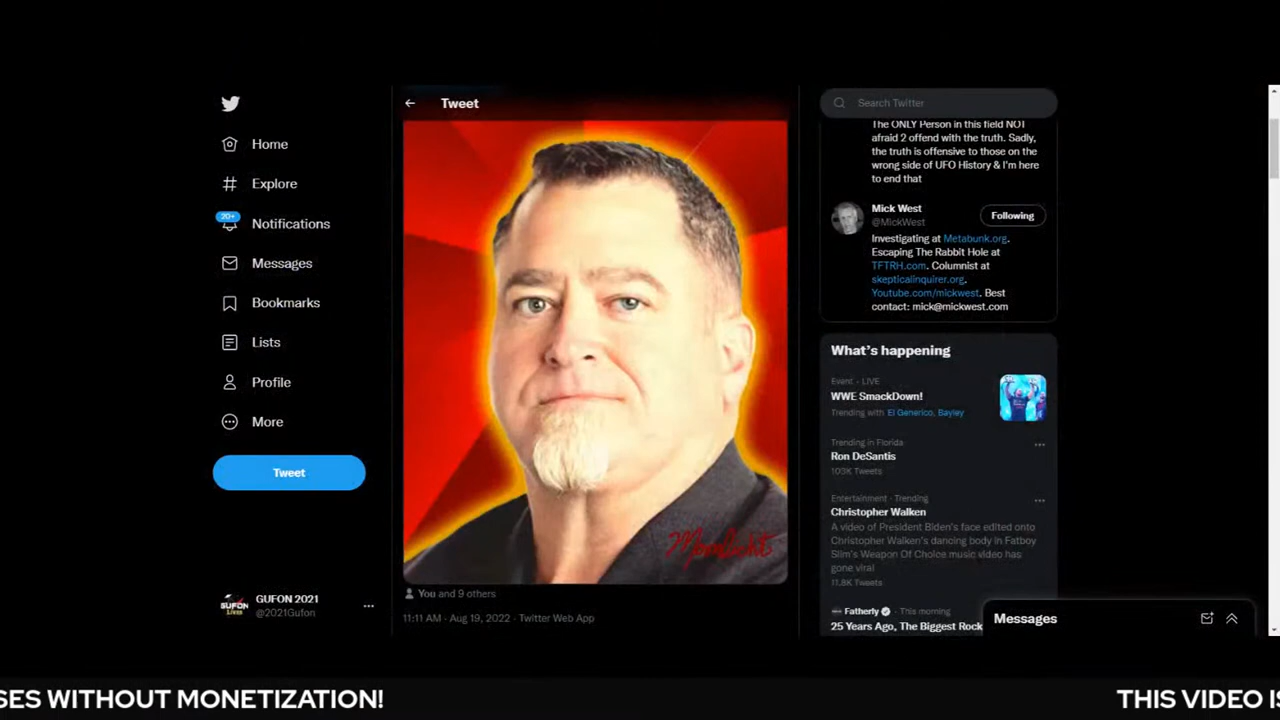 Home
Explore
20+
Notifications
Messages
Bookmarks
Lists
Profile
More
Tweet
GUFON 2021
@2021Gufon
Tweet
You and 9 others
11:11 AM · Aug 19, 2022 · Twitter Web App
Search Twitter
The ONLY Person in this field NOT
afraid 2 offend with the truth. Sadly,
the truth is offensive to those on the
wrong side of UFO History & I'm here
to end that
Mick West
@MickWest
Following
Investigating at Metabunk.org.
Escaping The Rabbit Hole at
TFTRH.com. Columnist at
skepticalinquirer.org.
Youtube.com/mickwest. Best
contact: mick@mickwest.com
What's happening
Event · LIVE
WWE SmackDown!
Trending with El Generico, Bayley
Trending in Florida
Ron DeSantis
103K Tweets
Entertainment · Trending
Christopher Walken
A video of President Biden's face edited onto
Christopher Walken's dancing body in Fatboy
Slim's Weapon Of Choice music video has
gone viral
11.8K Tweets
Fatherly · This morning
25 Years Ago, The Biggest Rock
Messages
SES WITHOUT MONETIZATION!
THIS VIDEO IS